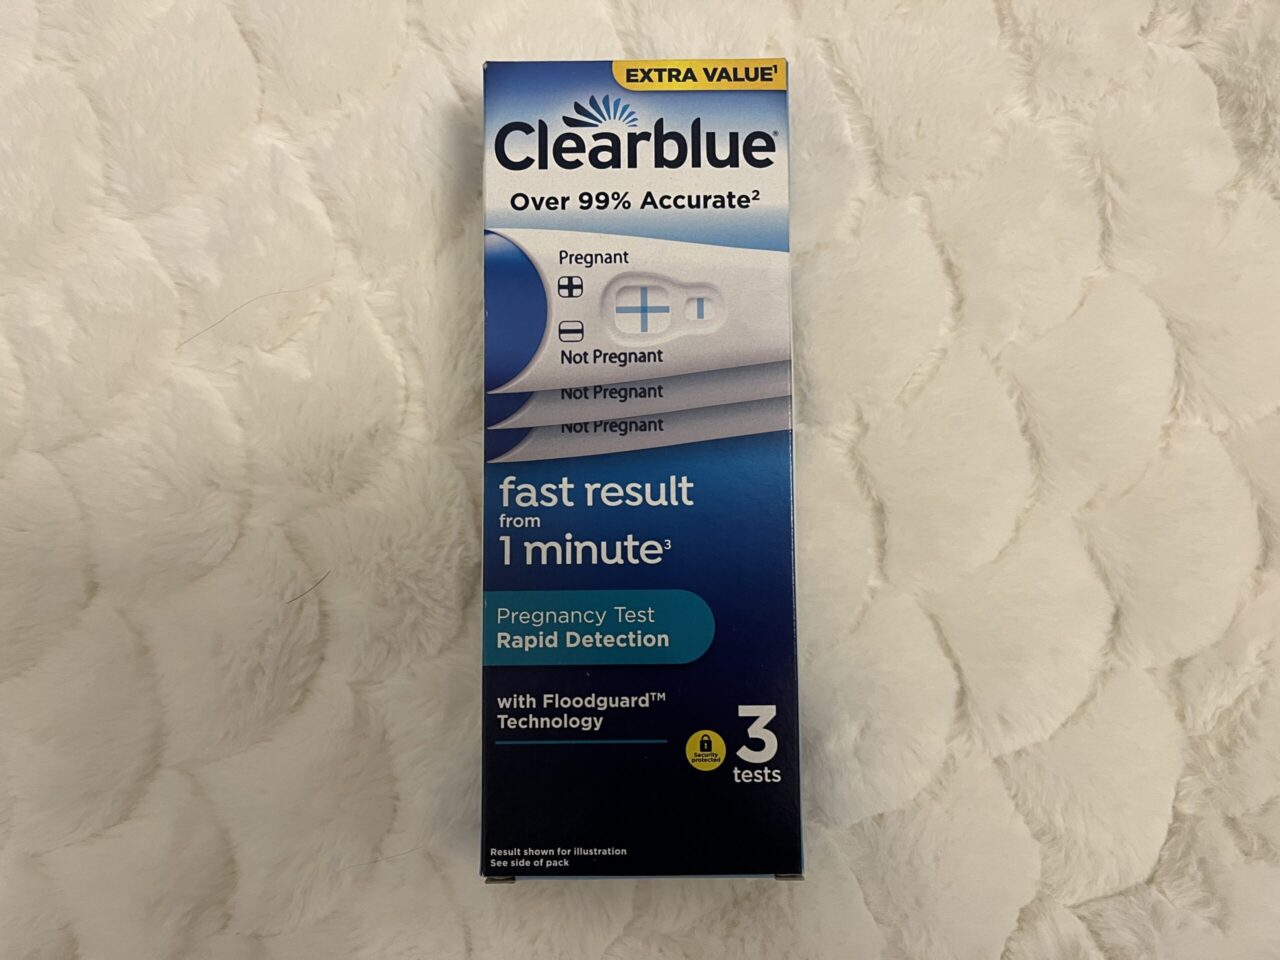 EXTRA VALUE¹
Clearblue®
Over 99% Accurate²
Pregnant
Not Pregnant
Not Pregnant
Not Pregnant
fast result
from
1 minute³
Pregnancy Test
Rapid Detection
with Floodguard™
Technology
Security
protected
3
tests
Result shown for illustration
See side of pack